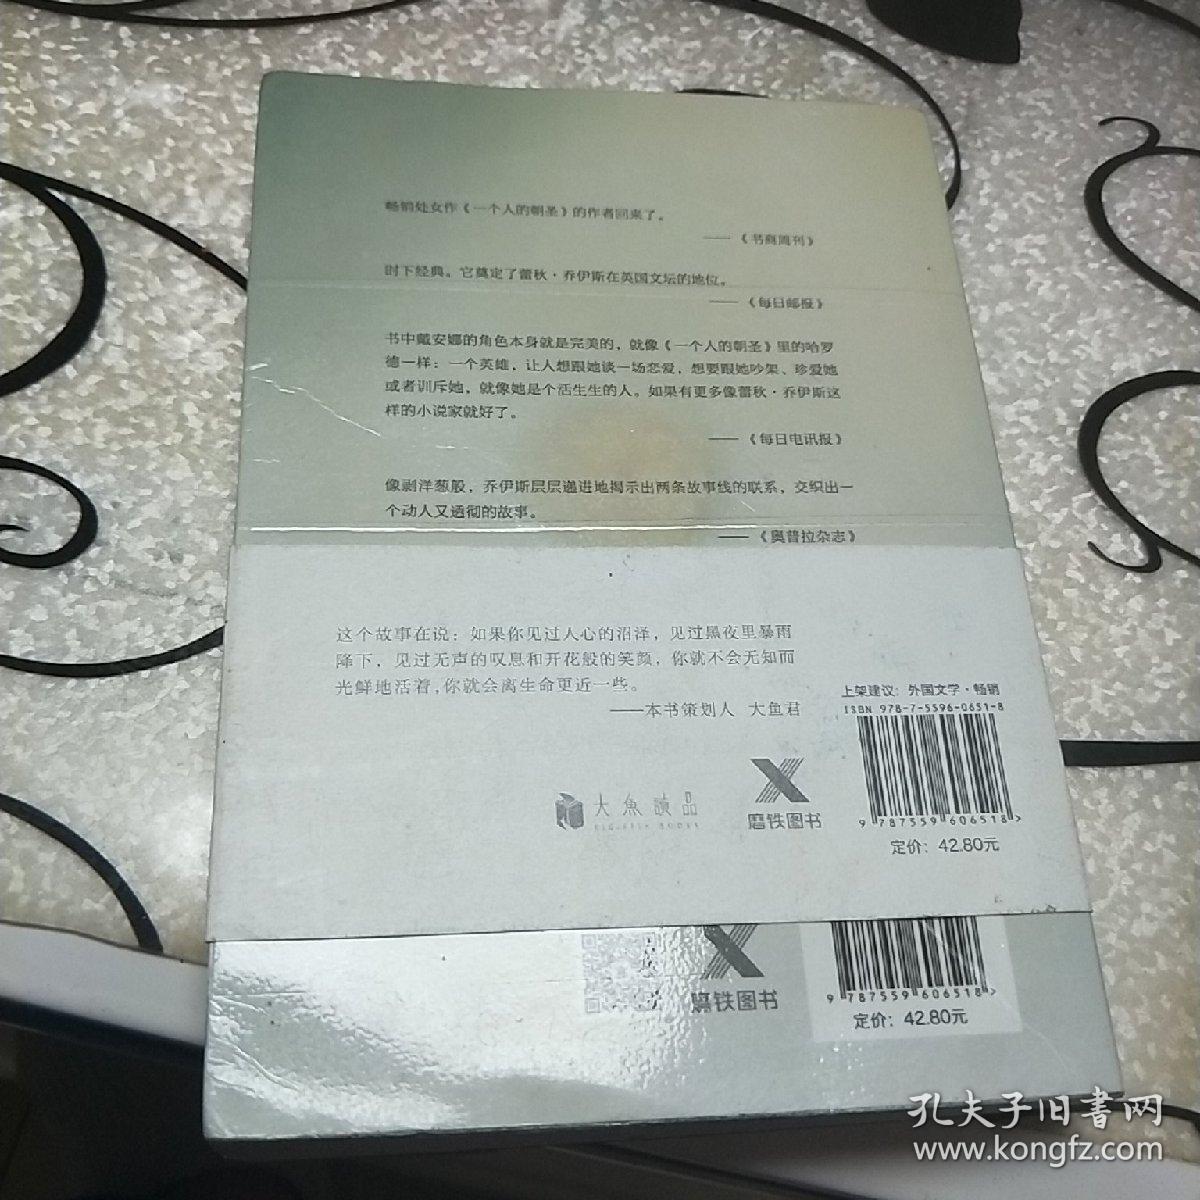 畅销处女作《一个人的朝圣》的作者回来了。
——《书商周刊》
时下经典。它奠定了蕾秋·乔伊斯在英国文坛的地位。
——《每日邮报》
书中戴安娜的角色本身就是完美的，就像《一个人的朝圣》里的哈罗
德一样：一个英雄，让人想跟她谈一场恋爱，想要跟她吵架、珍爱她
或者训斥她，就像她是个活生生的人。如果有更多像蕾秋·乔伊斯这
样的小说家就好了。
——《每日电讯报》
像剥洋葱般，乔伊斯层层递进地揭示出两条故事线的联系，交织出一
个动人又通彻的故事。
——《奥普拉杂志》
这个故事在说：如果你见过人心的沼泽，见过黑夜里暴雨
降下，见过无声的叹息和开花般的笑颜，你就不会无知而
光鲜地活着，你就会离生命更近一些。
——本书策划人 大鱼君
上架建议：外国文学·畅销
ISBN 978-7-5596-0651-8
9 787559 606518 >
定价：42.80元
大魚讀品
BIG FISH BOOKS
磨铁图书
磨铁图书
9 787559 606518 >
定价：42.80元
孔夫子旧書网
www.kongfz.com